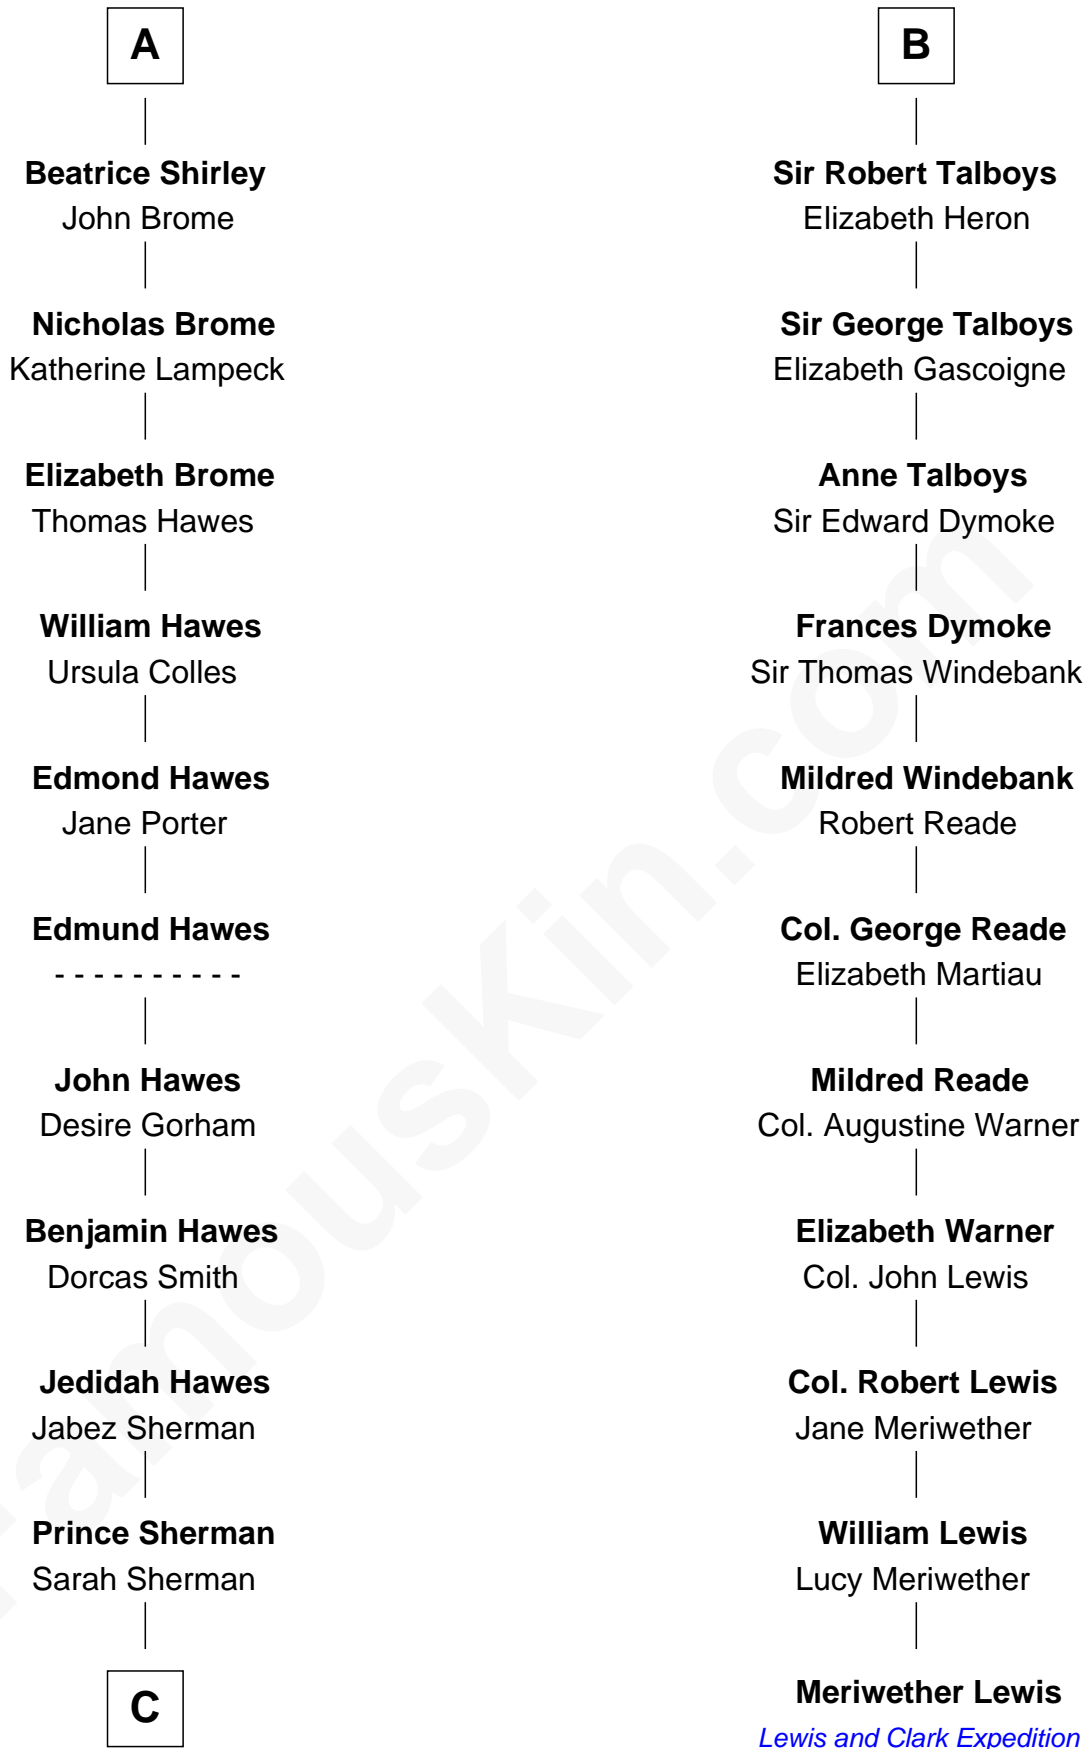 A
Beatrice Shirley
John Brome
Nicholas Brome
Katherine Lampeck
Elizabeth Brome
Thomas Hawes
William Hawes
Ursula Colles
Edmond Hawes
Jane Porter
Edmund Hawes
- - - - - - - - - -
John Hawes
Desire Gorham
Benjamin Hawes
Dorcas Smith
Jedidah Hawes
Jabez Sherman
Prince Sherman
Sarah Sherman
C
B
Sir Robert Talboys
Elizabeth Heron
Sir George Talboys
Elizabeth Gascoigne
Anne Talboys
Sir Edward Dymoke
Frances Dymoke
Sir Thomas Windebank
Mildred Windebank
Robert Reade
Col. George Reade
Elizabeth Martiau
Mildred Reade
Col. Augustine Warner
Elizabeth Warner
Col. John Lewis
Col. Robert Lewis
Jane Meriwether
William Lewis
Lucy Meriwether
Meriwether Lewis
Lewis and Clark Expedition
FamousKin.com